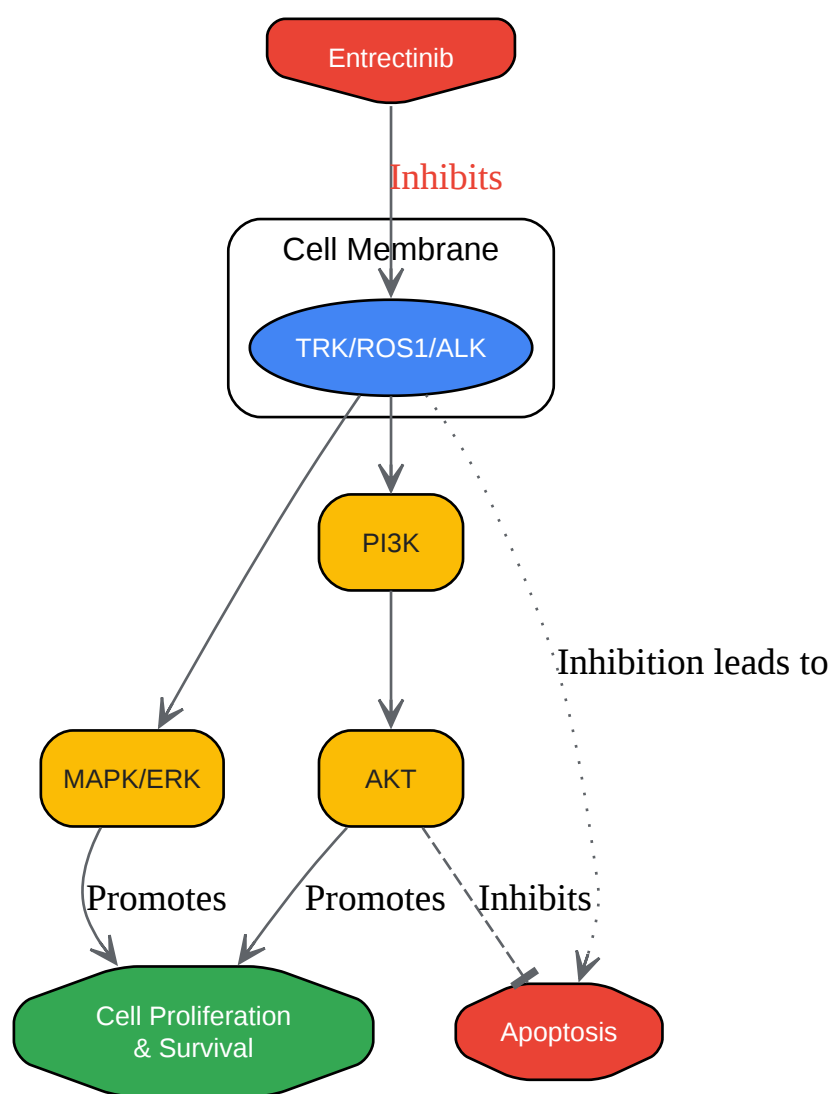 Entrectinib
Inhibits
Cell Membrane
TRK/ROS1/ALK
PI3K
Inhibition leads to
MAPK/ERK
AKT
Promotes
Promotes
Inhibits
Cell Proliferation
& Survival
Apoptosis